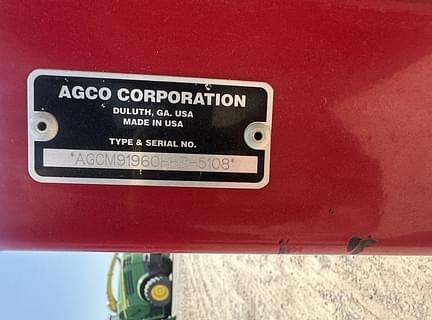 AGCO CORPORATION
DULUTH, GA. USA
MADE IN USA
TYPE & SERIAL NO.